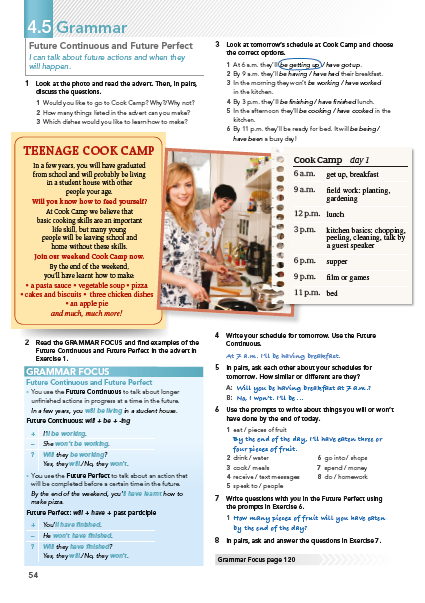 4.5 Grammar
Future Continuous and Future Perfect
I can talk about future actions and when they
will happen.
1 Look at the photo and read the advert. Then, in pairs,
discuss the questions.
1 Would you like to go to Cook Camp? Why?/Why not?
2 How many things listed in the advert can you make?
3 Which dishes would you like to learn how to make?
TEENAGE COOK CAMP
In a few years, you will have graduated
from school and will probably be living
in a student house with other
people your age.
Will you know how to feed yourself?
At Cook Camp we believe that
basic cooking skills are an important
life skill, but many young
people will be leaving school and
home without these skills.
Join our weekend Cook Camp now.
By the end of the weekend,
you'll have learnt how to make:
• a pasta sauce • vegetable soup • pizza
• cakes and biscuits • three chicken dishes
• an apple pie
and much, much more!
2 Read the GRAMMAR FOCUS and find examples of the
Future Continuous and Future Perfect in the advert in
Exercise 1.
GRAMMAR FOCUS
Future Continuous and Future Perfect
• You use the Future Continuous to talk about longer
unfinished actions in progress at a time in the future.
In a few years, you will be living in a student house.
Future Continuous: will + be + -ing
+ I'll be working.
– She won't be working.
? Will they be working?
Yes, they will/No, they won't.
• You use the Future Perfect to talk about an action that
will be completed before a certain time in the future.
By the end of the weekend, you'll have learnt how to
make pizza.
Future Perfect: will + have + past participle
+ You'll have finished.
– He won't have finished.
? Will they have finished?
Yes, they will/No, they won't.
54
3 Look at tomorrow's schedule at Cook Camp and choose
the correct options.
1 At 6 a.m. they'll be getting up / have got up.
2 By 9 a.m. they'll be having / have had their breakfast.
3 In the morning they won't be working / have worked
in the kitchen.
4 By 3 p.m. they'll be finishing / have finished lunch.
5 In the afternoon they'll be cooking / have cooked in the
kitchen.
6 By 11 p.m. they'll be ready for bed. It will be being /
have been a busy day!
Cook Camp day 1
6 a.m. get up, breakfast
9 a.m. field work: planting,
gardening
12 p.m. lunch
3 p.m. kitchen basics: chopping,
peeling, cleaning, talk by
a guest speaker
6 p.m. supper
9 p.m. film or games
11 p.m. bed
4 Write your schedule for tomorrow. Use the Future
Continuous.
At 7 a.m. I'll be having breakfast.
5 In pairs, ask each other about your schedules for
tomorrow. How similar or different are they?
A: Will you be having breakfast at 7 a.m.?
B: No, I won't. I'll be ...
6 Use the prompts to write about things you will or won't
have done by the end of today.
1 eat / pieces of fruit
By the end of the day, I'll have eaten three or
four pieces of fruit.
2 drink / water
3 cook / meals
4 receive / text messages
5 speak to / people
6 go into / shops
7 spend / money
8 do / homework
7 Write questions with you in the Future Perfect using
the prompts in Exercise 6.
1 How many pieces of fruit will you have eaten
by the end of the day?
8 In pairs, ask and answer the questions in Exercise 7.
Grammar Focus page 120